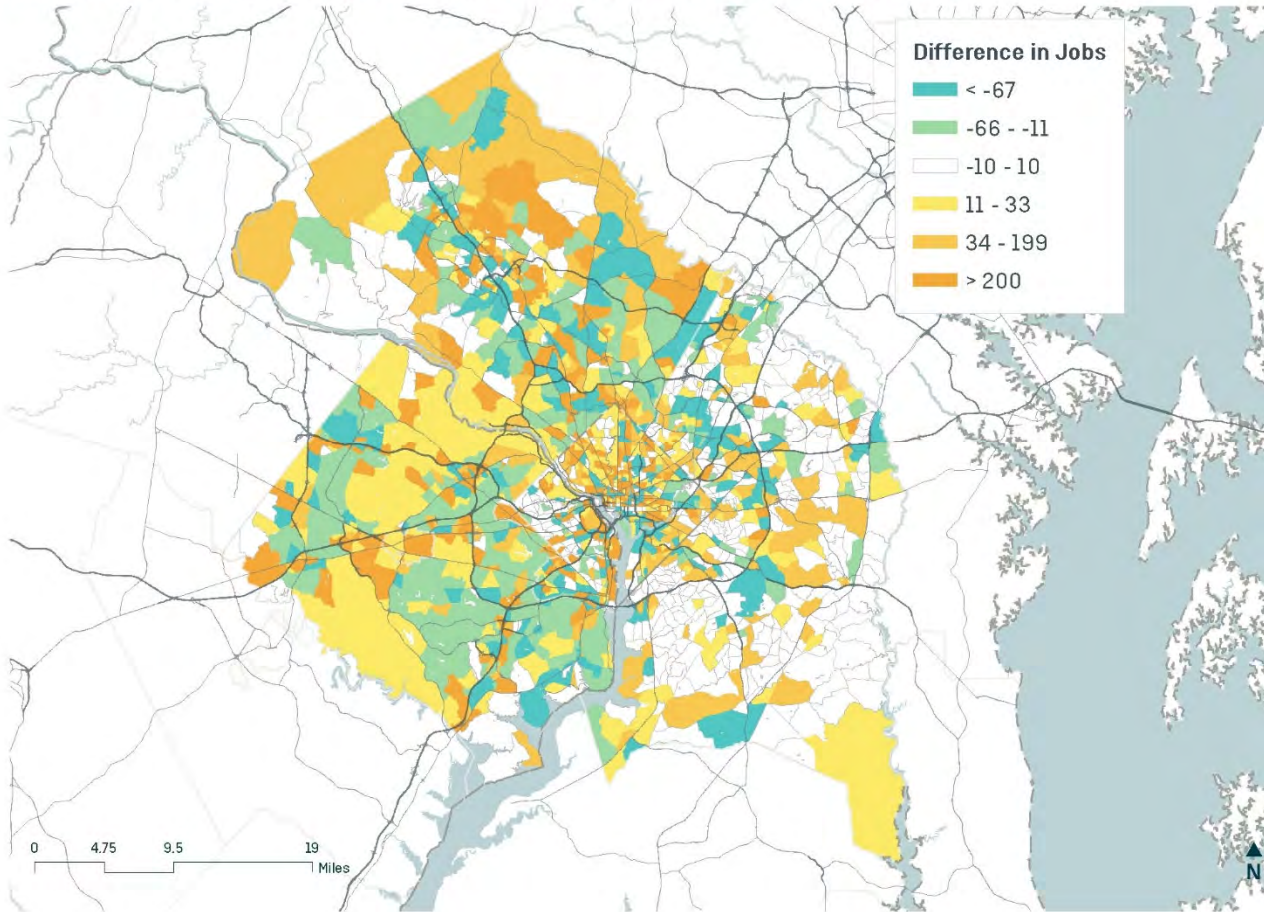 Difference in Jobs
< -67
-66 - -11
-10 - 10
11 - 33
34 - 199
> 200
0 4.75 9.5 19
Miles
N